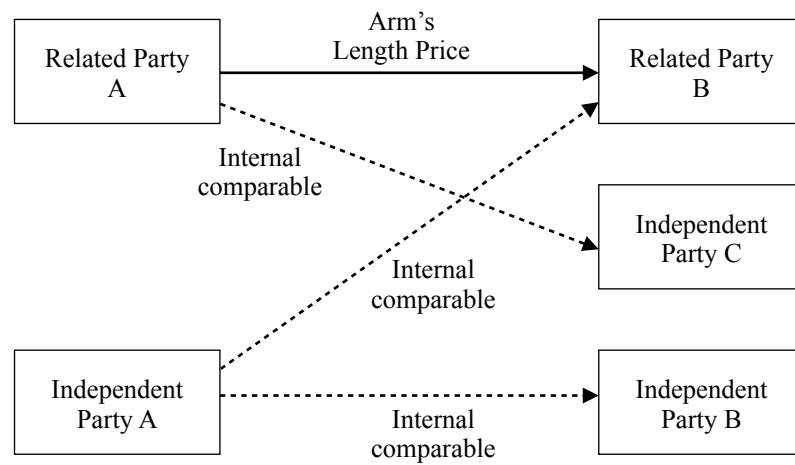 Arm’s
Length Price
Related Party
A
Related Party
B
Internal
comparable
Independent
Party C
Internal
comparable
Independent
Party A
Independent
Party B
Internal
comparable